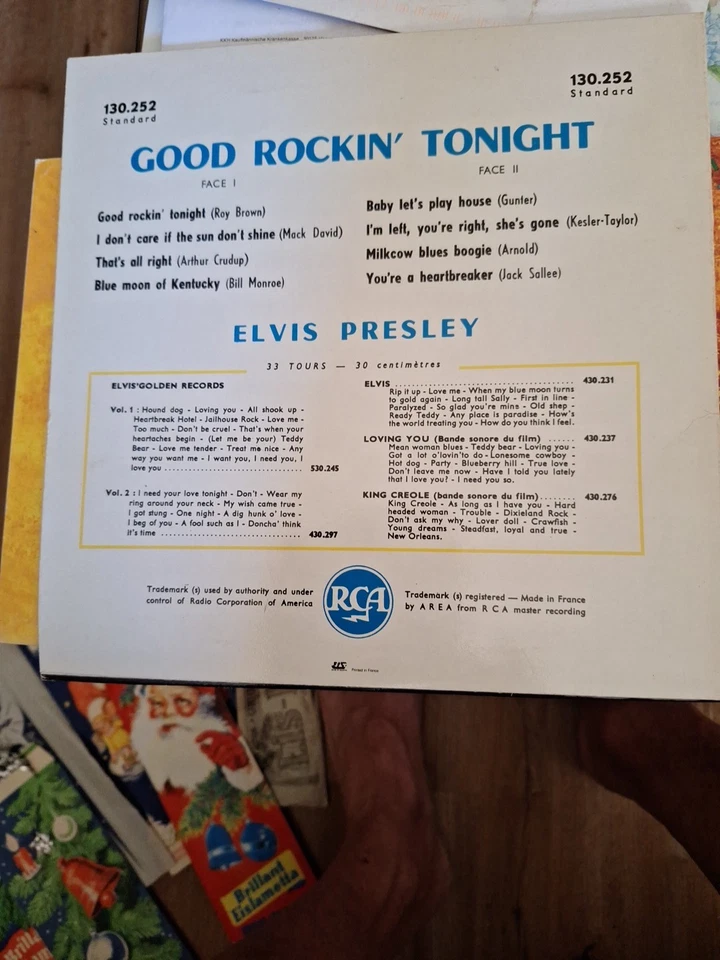 130.252
Standard
130.252
Standard
GOOD ROCKIN' TONIGHT
FACE I
Good rockin' tonight (Roy Brown)
I don't care if the sun don't shine (Mack David)
That's all right (Arthur Crudup)
Blue moon of Kentucky (Bill Monroe)
FACE II
Baby let's play house (Gunter)
I'm left, you're right, she's gone (Kesler-Taylor)
Milkcow blues boogie (Arnold)
You're a heartbreaker (Jack Sallee)
ELVIS PRESLEY
33 TOURS — 30 centimètres
ELVIS'GOLDEN RECORDS
Vol. 1 : Hound dog - Loving you - All shook up -
Heartbreak Hotel - Jailhouse Rock - Love me -
Too much - Don't be cruel - That's when your
heartaches begin - (Let me be your) Teddy
Bear - Love me tender - Treat me nice - Any
way you want me - I want you, I need you, I
love you ................................ 530.245
Vol. 2 : I need your love tonight - Don't - Wear my
ring around your neck - My wish came true -
I got stung - One night - A dig hunk o' love -
I beg of you - A fool such as I - Doncha' think
it's time ................................ 430.297
ELVIS ........................................ 430.231
Rip it up - Love me - When my blue moon turns
to gold again - Long tall Sally - First in line -
Paralyzed - So glad you're mins - Old shep -
Ready Teddy - Any place is paradise - How's
the world treating you - How do you think I feel.
LOVING YOU (Bande sonore du film) ...... 430.237
Mean woman blues - Teddy bear - Loving you -
Got a lot o'lovin'to do - Lonesome cowboy -
Hot dog - Party - Blueberry hill - True love -
Don't leave me now - Have I told you lately
that I love you? - I need you so.
KING CREOLE (bande sonore du film)........ 430.276
King Creole - As long as I have you - Hard
headed woman - Trouble - Dixieland Rock -
Don't ask my why - Lover doll - Crawfish -
Young dreams - Steadfast, loyal and true -
New Orleans.
Trademark (s) used by authority and under
control of Radio Corporation of America
RCA
Trademark (s) registered — Made in France
by AREA from RCA master recording
Printed in France
Brillant
Eislametta